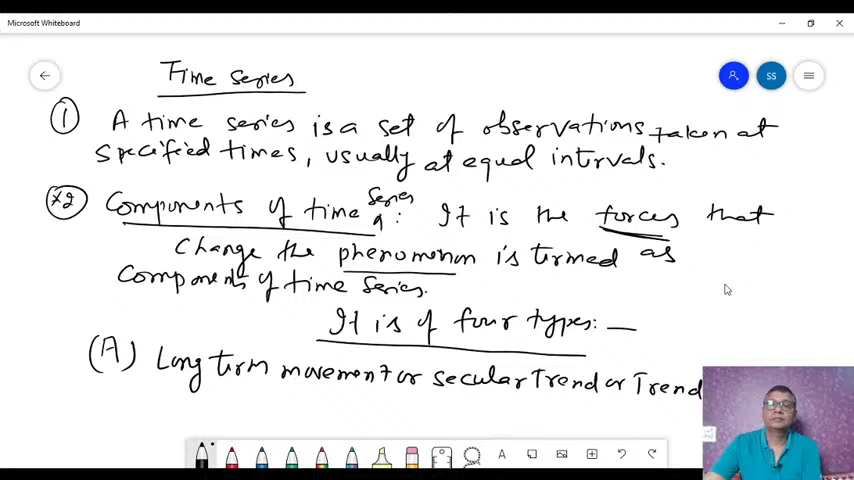 Microsoft Whiteboard
SS
Time Series
① A time series is a set of observations taken at
specified times, usually at equal intervals.
Components of time series: It is the forces that
change the phenomenon is termed as
Components of time series.
It is of four types: —
(A) Long term movement or secular Trend or Trend